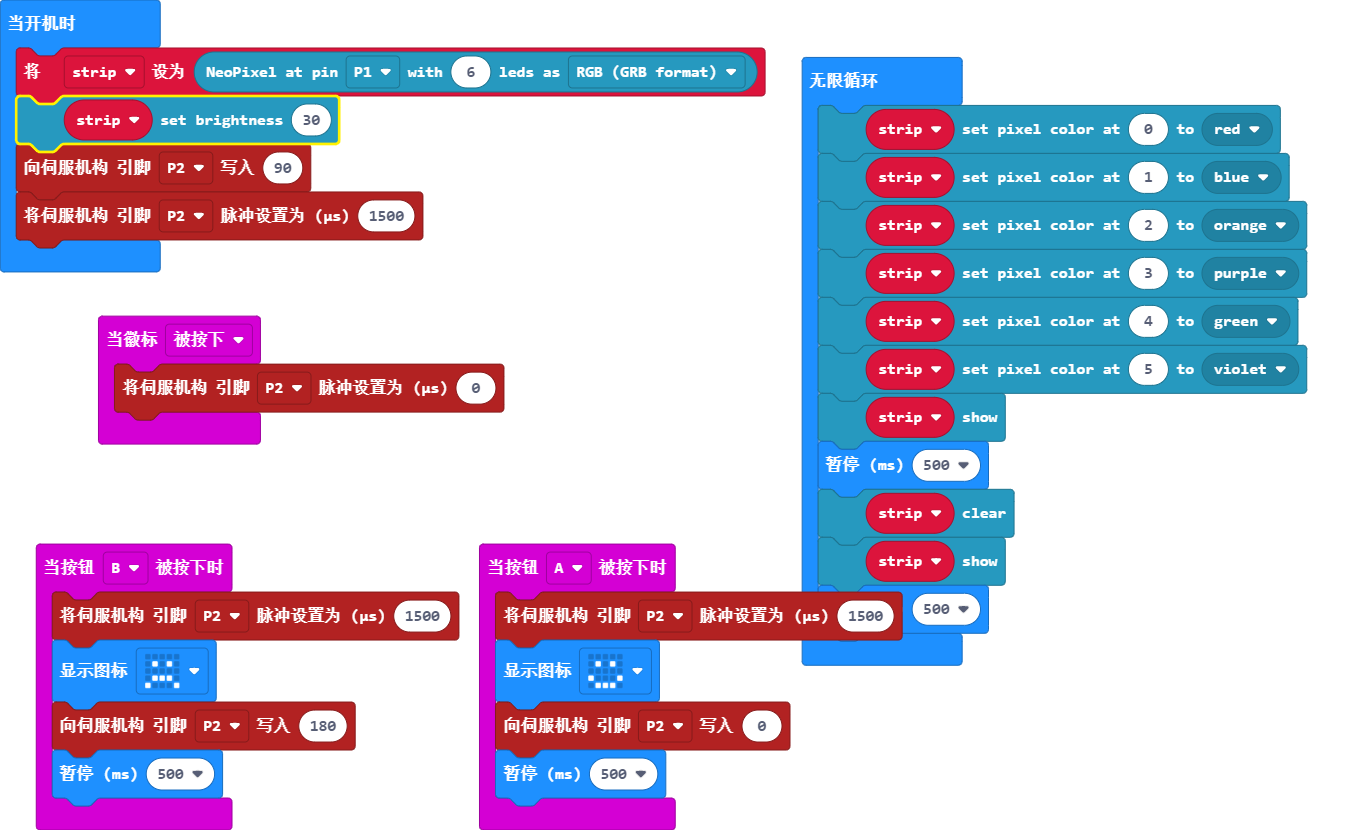 当开机时
将 strip 设为 NeoPixel at pin P1 with 6 leds as RGB (GRB format)
strip set brightness 30
向伺服机构 引脚 P2 写入 90
将伺服机构 引脚 P2 脉冲设置为 (μs) 1500
当徽标 被按下
将伺服机构 引脚 P2 脉冲设置为 (μs) 0
当按钮 B 被按下时
将伺服机构 引脚 P2 脉冲设置为 (μs) 1500
显示图标
向伺服机构 引脚 P2 写入 180
暂停 (ms) 500
当按钮 A 被按下时
将伺服机构 引脚 P2 脉冲设置为 (μs) 1500
显示图标
向伺服机构 引脚 P2 写入 0
暂停 (ms) 500
无限循环
strip set pixel color at 0 to red
strip set pixel color at 1 to blue
strip set pixel color at 2 to orange
strip set pixel color at 3 to purple
strip set pixel color at 4 to green
strip set pixel color at 5 to violet
strip show
暂停 (ms) 500
strip clear
strip show
500